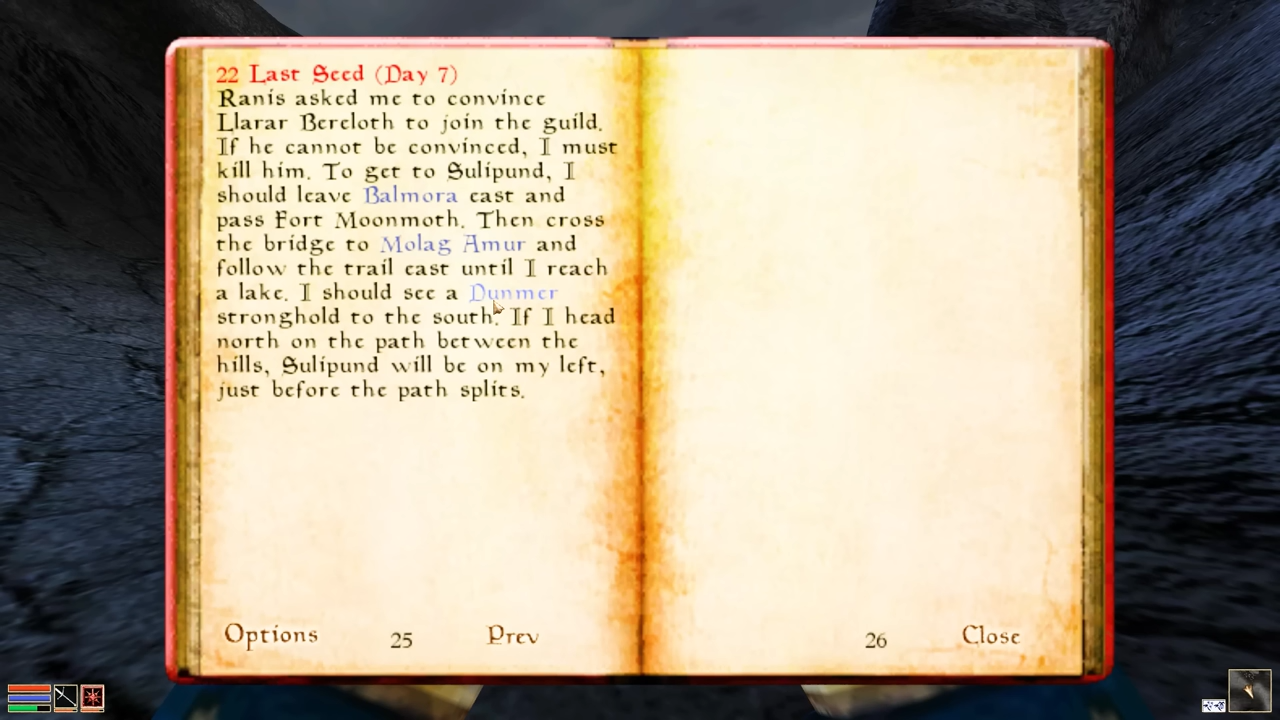 22 Last Seed (Day 7)
Ranis asked me to convince
Llarar Bereloth to join the guild.
If he cannot be convinced, I must
kill him. To get to Sulipund, I
should leave Balmora east and
pass Fort Moonmoth. Then cross
the bridge to Molag Amur and
follow the trail east until I reach
a lake. I should see a Dunmer
stronghold to the south. If I head
north on the path between the
hills, Sulipund will be on my left,
just before the path splits.
Options 25 Prev 26 Close